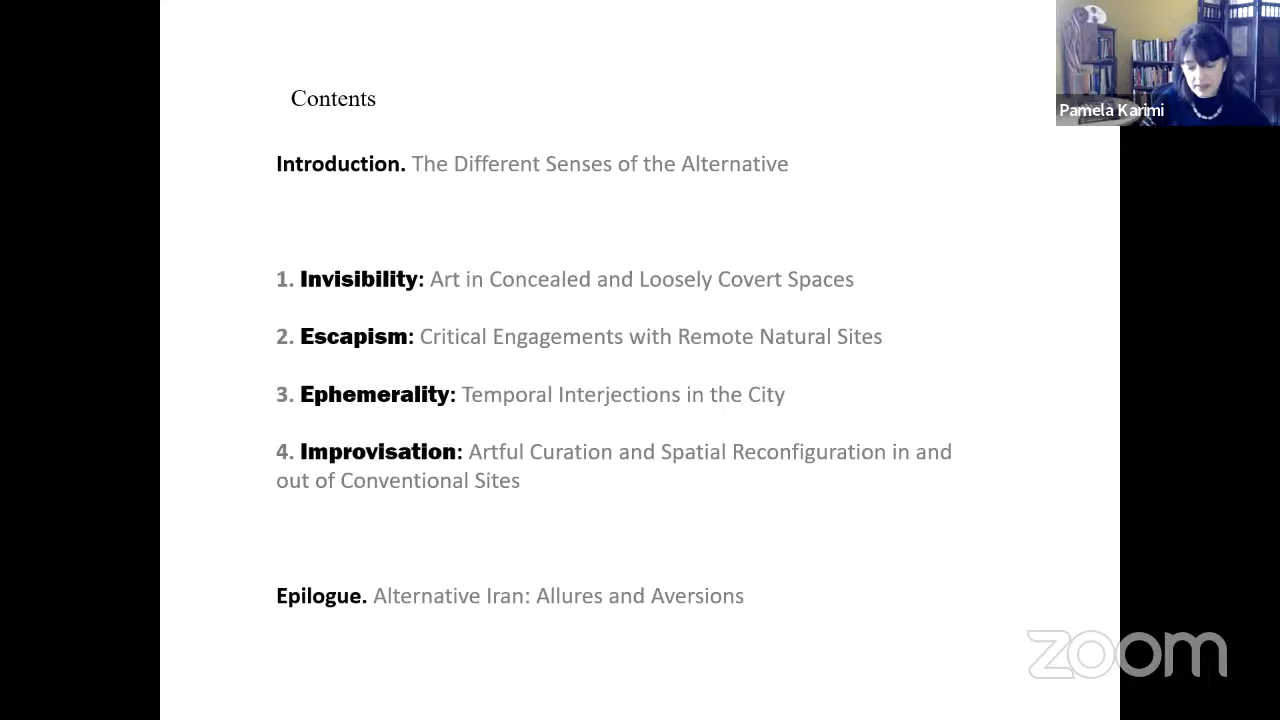 Contents
Pamela Karimi
Introduction. The Different Senses of the Alternative
1. Invisibility: Art in Concealed and Loosely Covert Spaces
2. Escapism: Critical Engagements with Remote Natural Sites
3. Ephemerality: Temporal Interjections in the City
4. Improvisation: Artful Curation and Spatial Reconfiguration in and
out of Conventional Sites
Epilogue. Alternative Iran: Allures and Aversions
zoom